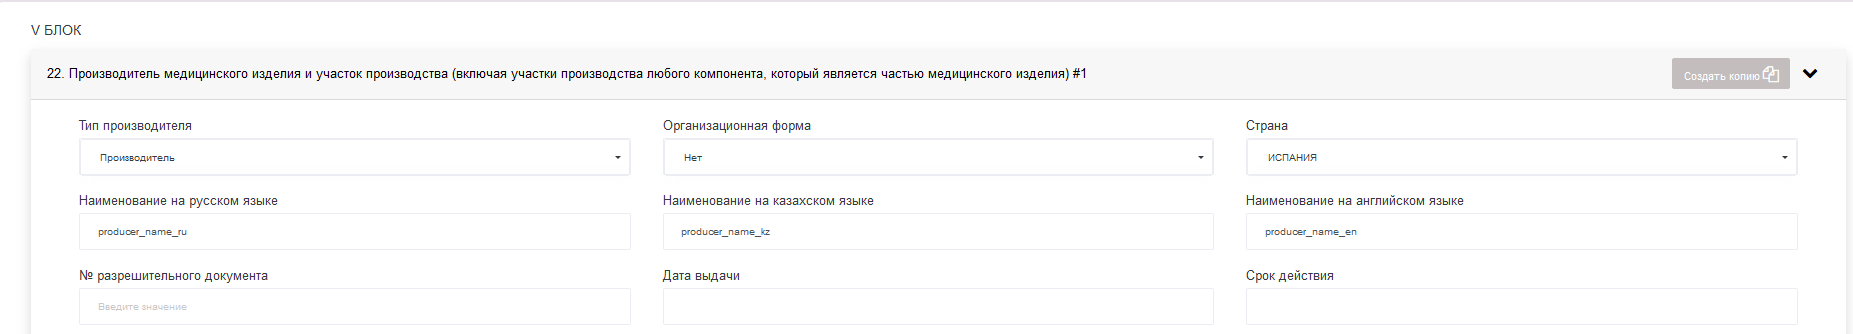 V БЛОК
22. Производитель медицинского изделия и участок производства (включая участки производства любого компонента, который является частью медицинского изделия) #1
Создать копию
Тип производителя
Организационная форма
Страна
Производитель
Нет
ИСПАНИЯ
Наименование на русском языке
Наименование на казахском языке
Наименование на английском языке
producer_name_ru
producer_name_kz
producer_name_en
№ разрешительного документа
Дата выдачи
Срок действия
Введите значение